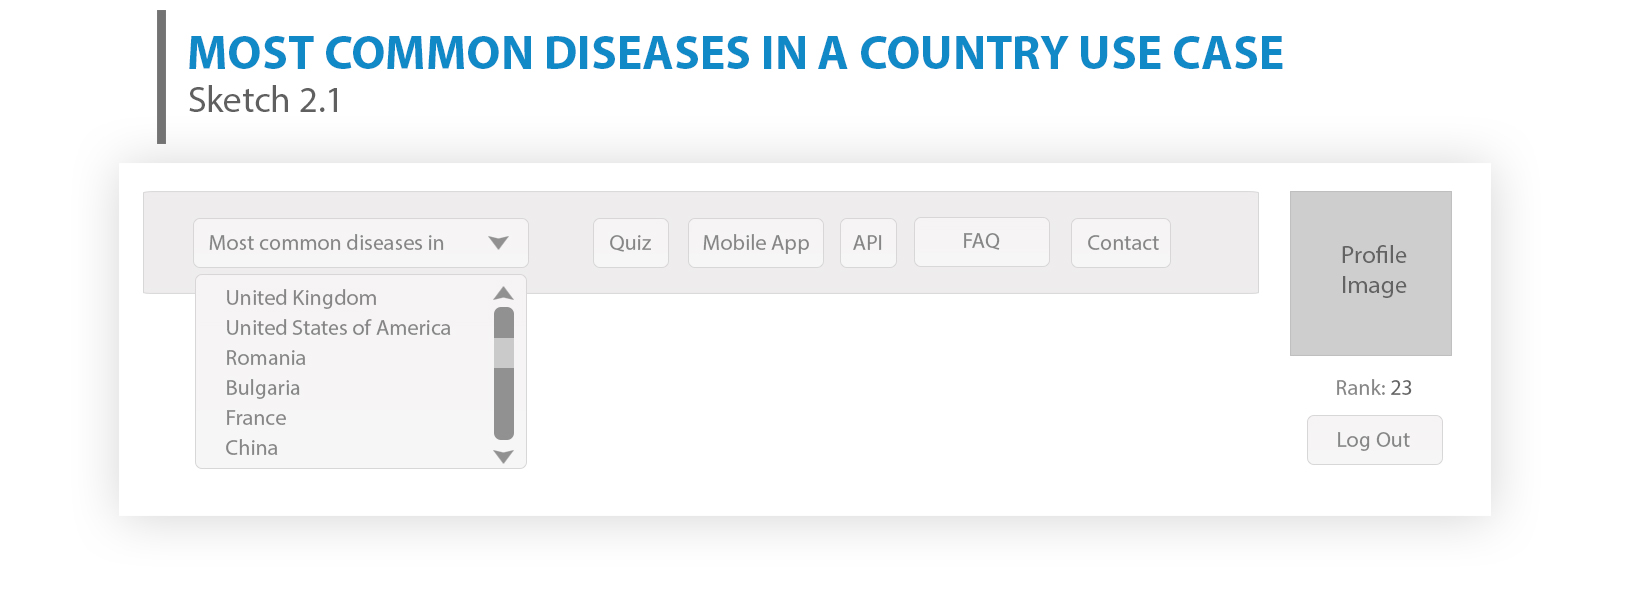 MOST COMMON DISEASES IN A COUNTRY USE CASE
Sketch 2.1
Most common diseases in
Quiz
Mobile App
API
FAQ
Contact
United Kingdom
United States of America
Romania
Bulgaria
France
China
Profile
Image
Rank: 23
Log Out